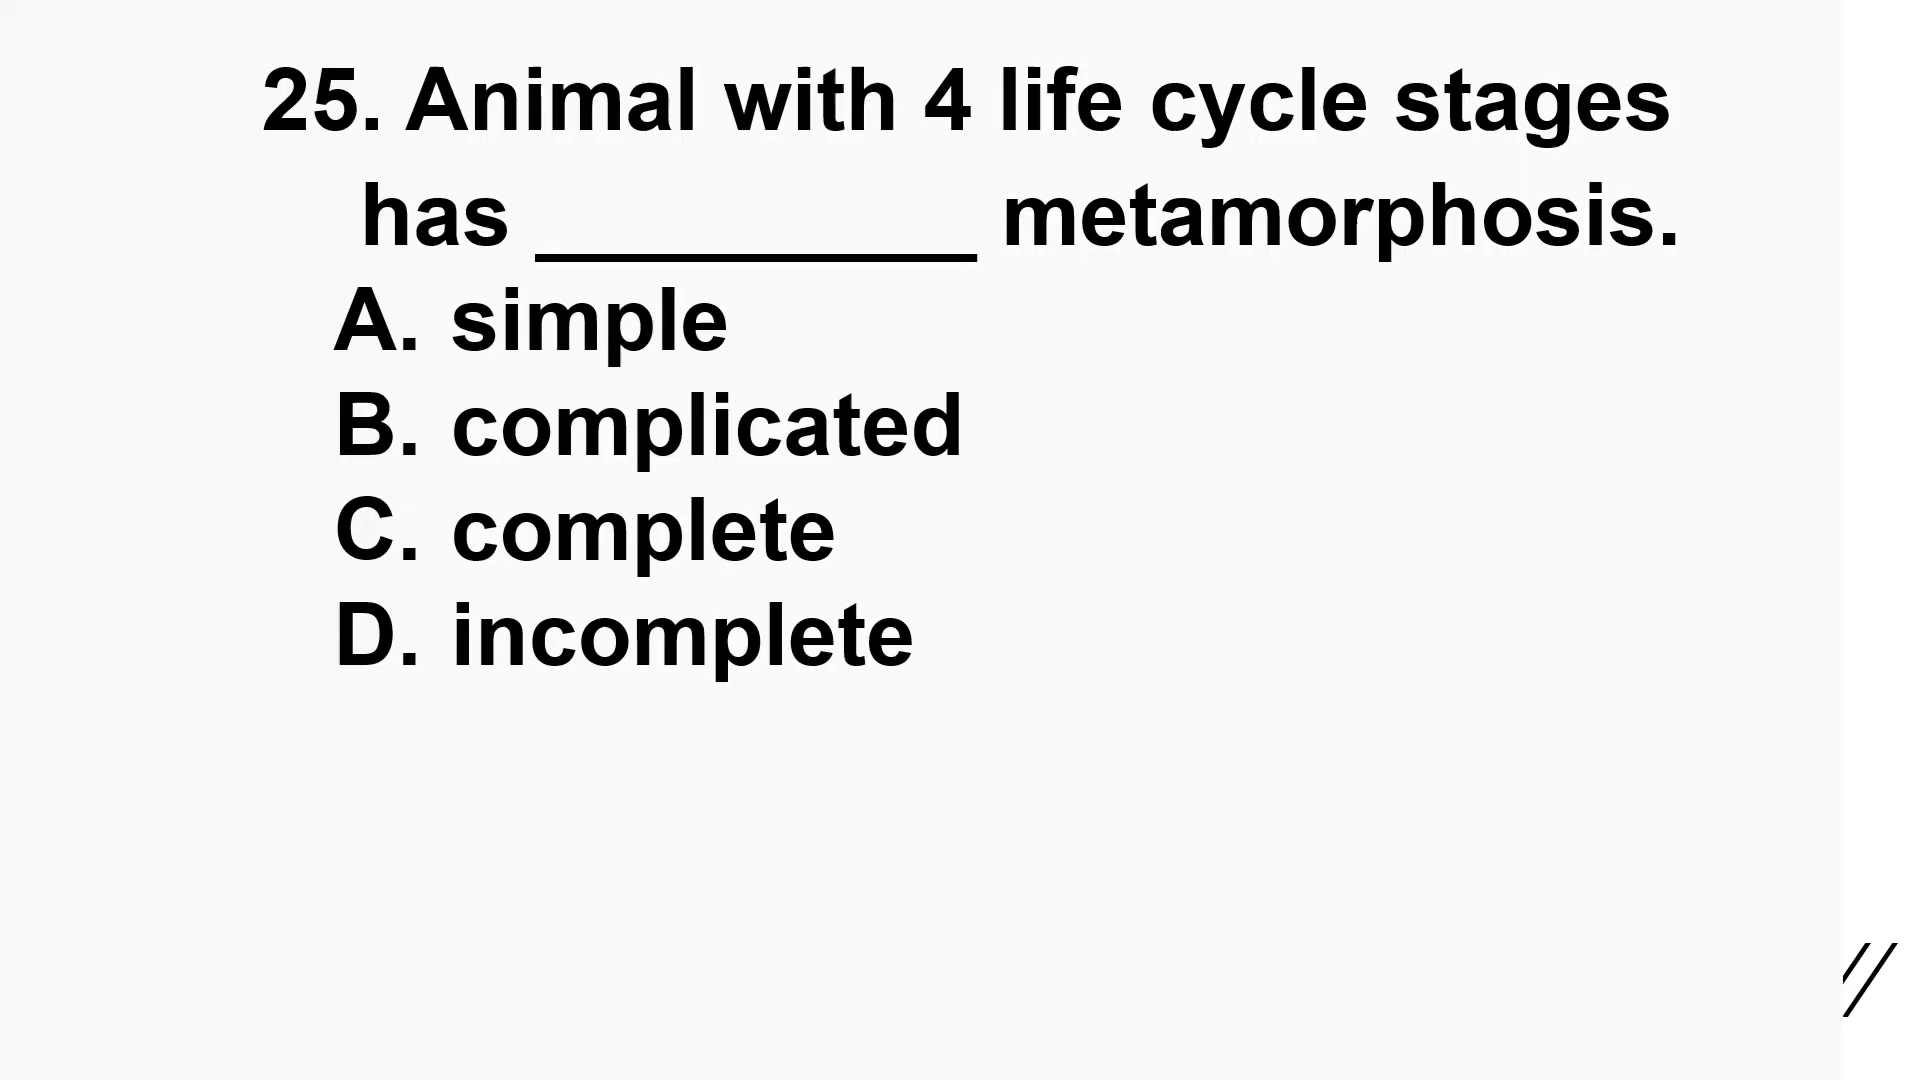 25. Animal with 4 life cycle stages
has __________ metamorphosis.
A. simple
B. complicated
C. complete
D. incomplete